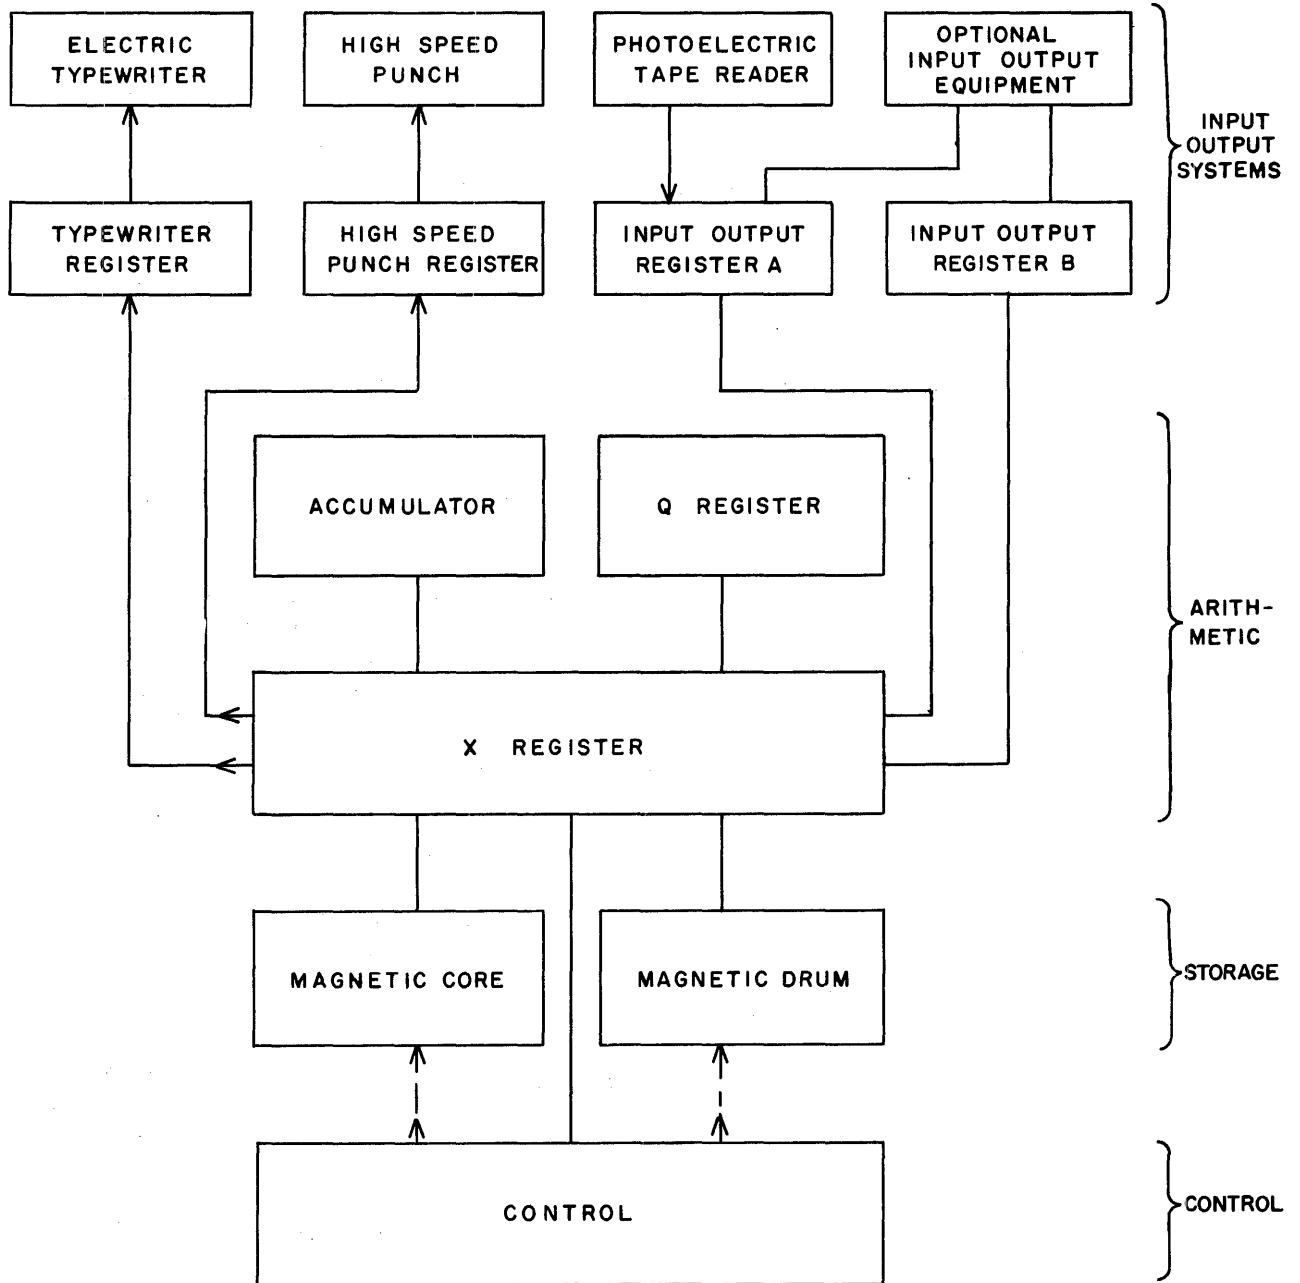 ELECTRIC
TYPEWRITER
HIGH SPEED
PUNCH
PHOTOELECTRIC
TAPE READER
OPTIONAL
INPUT OUTPUT
EQUIPMENT
INPUT
OUTPUT
SYSTEMS
TYPEWRITER
REGISTER
HIGH SPEED
PUNCH REGISTER
INPUT OUTPUT
REGISTER A
INPUT OUTPUT
REGISTER B
ACCUMULATOR
Q REGISTER
ARITH-
METIC
X REGISTER
MAGNETIC CORE
MAGNETIC DRUM
STORAGE
CONTROL
CONTROL